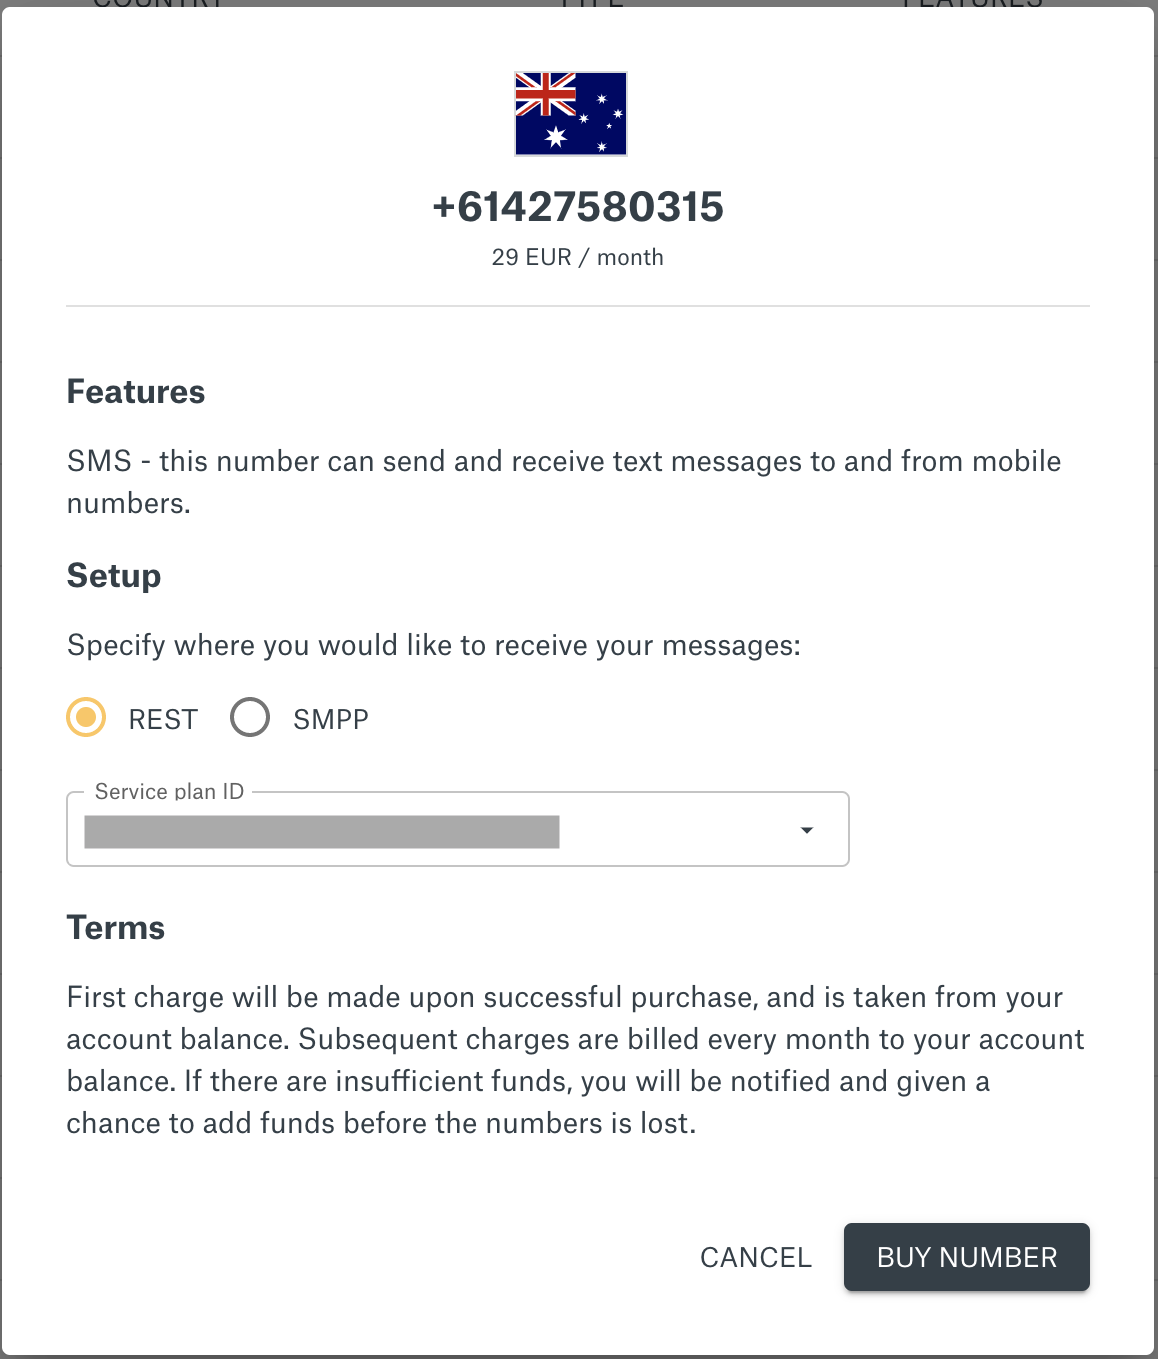 COUNTRY TYPE FEATURES
+61427580315
29 EUR / month
Features
SMS - this number can send and receive text messages to and from mobile
numbers.
Setup
Specify where you would like to receive your messages:
REST SMPP
Service plan ID
Terms
First charge will be made upon successful purchase, and is taken from your
account balance. Subsequent charges are billed every month to your account
balance. If there are insufficient funds, you will be notified and given a
chance to add funds before the numbers is lost.
CANCEL BUY NUMBER